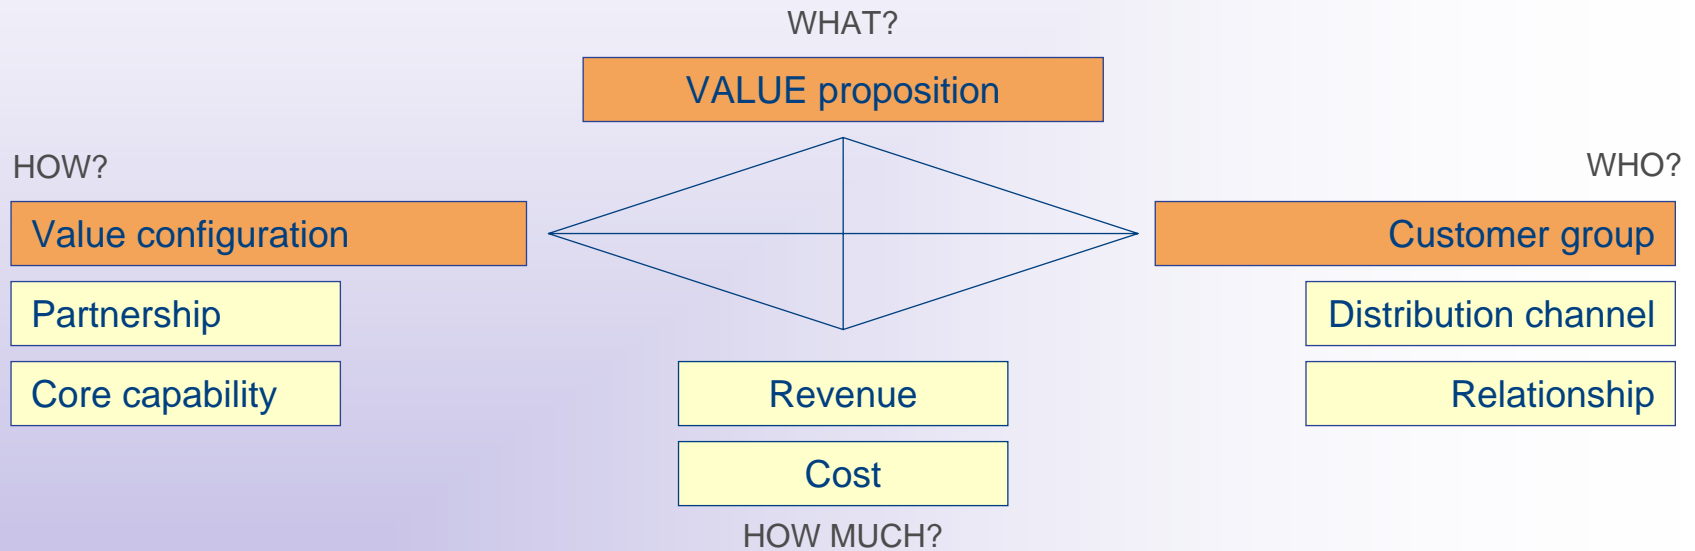 WHAT?
VALUE proposition
HOW?
WHO?
Value configuration
Customer group
Partnership
Distribution channel
Core capability
Revenue
Relationship
Cost
HOW MUCH?